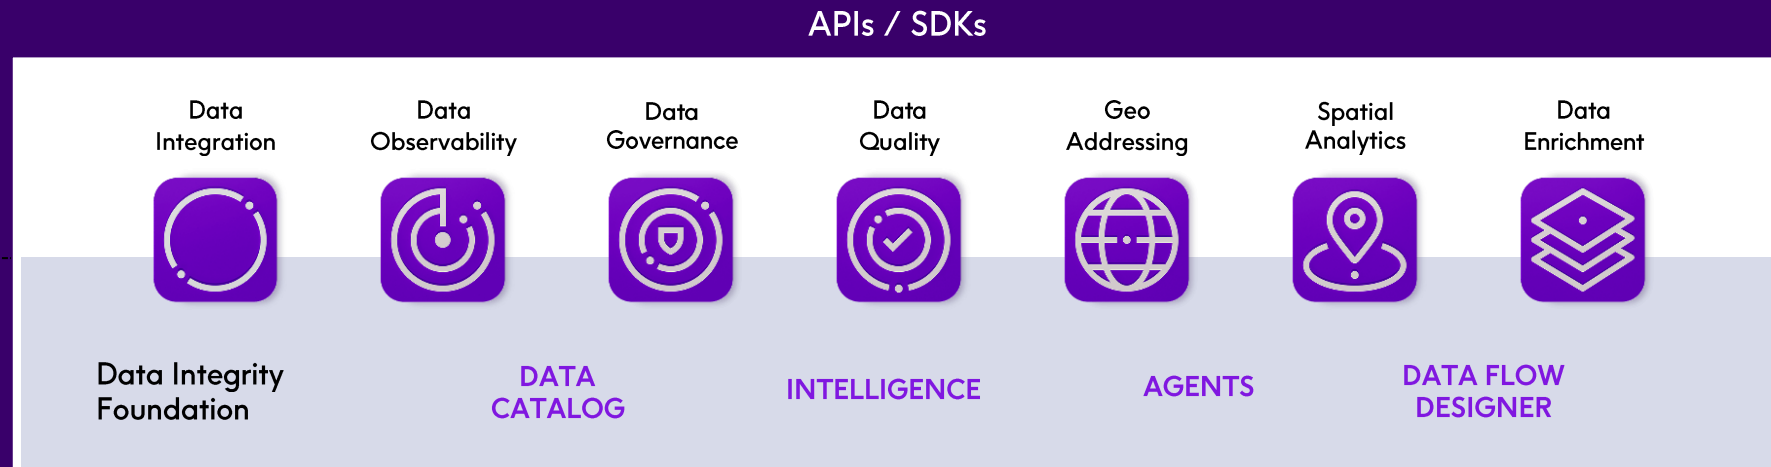 APIs / SDKs
Data
Integration
Data
Observability
Data
Governance
Data
Quality
Geo
Addressing
Spatial
Analytics
Data
Enrichment
Data Integrity
Foundation
DATA
CATALOG
INTELLIGENCE
AGENTS
DATA FLOW
DESIGNER